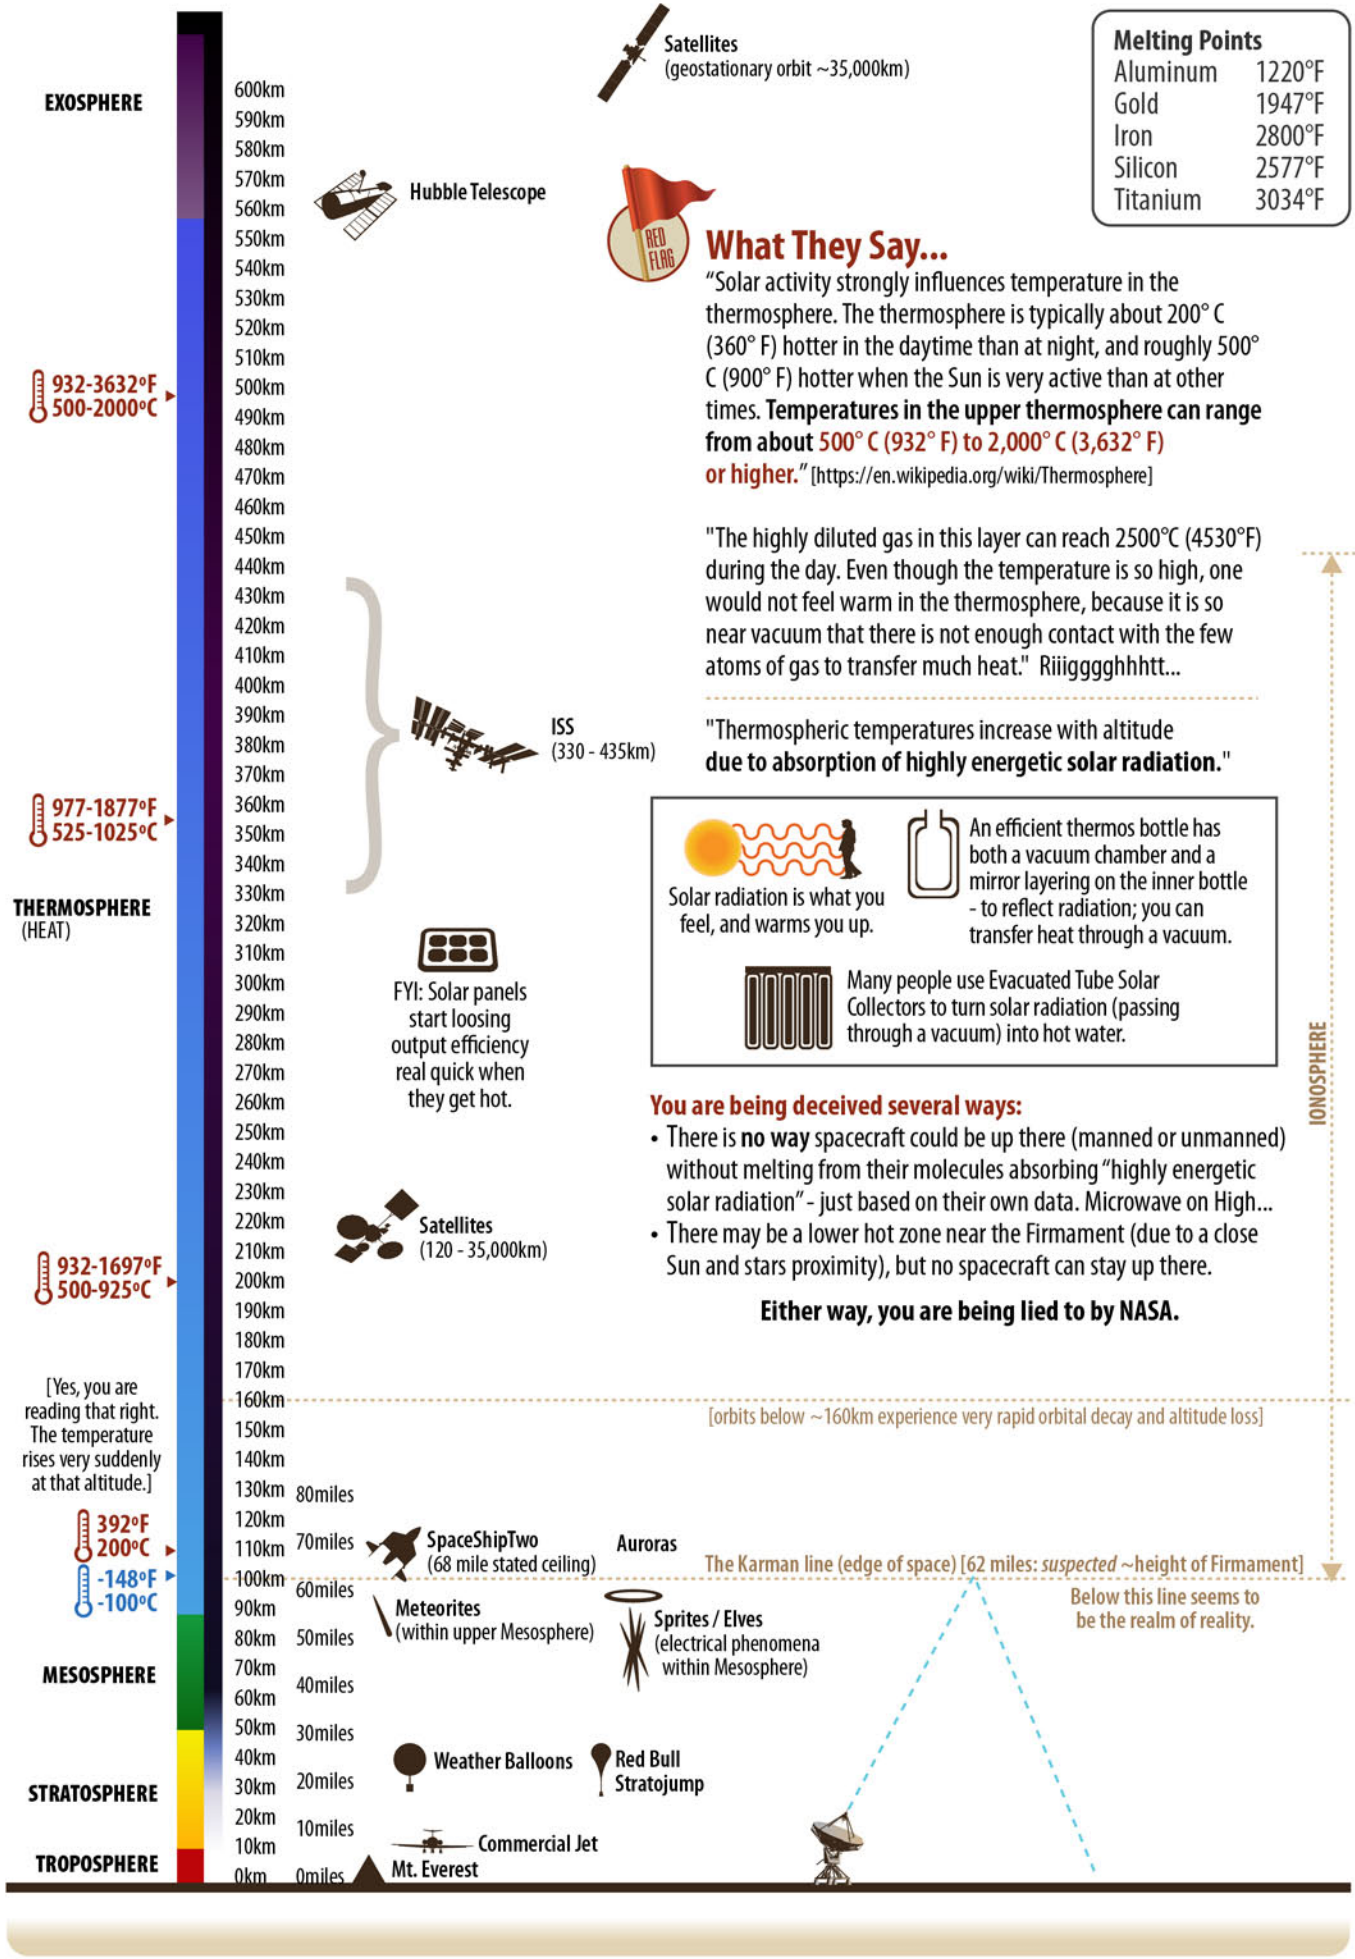 Satellites
(geostationary orbit ~35,000km)
Melting Points
Aluminum 1220°F
Gold 1947°F
Iron 2800°F
Silicon 2577°F
Titanium 3034°F
EXOSPHERE
600km
590km
580km
570km
560km
550km
540km
530km
520km
510km
500km
490km
480km
470km
460km
450km
440km
430km
420km
410km
400km
390km
380km
370km
360km
350km
340km
330km
320km
310km
300km
290km
280km
270km
260km
250km
240km
230km
220km
210km
200km
190km
180km
170km
160km
150km
140km
130km
120km
110km
100km
90km
80km
70km
60km
50km
40km
30km
20km
10km
0km
80miles
70miles
60miles
50miles
40miles
30miles
20miles
10miles
0miles
Hubble Telescope
RED
FLAG
What They Say...
“Solar activity strongly influences temperature in the
thermosphere. The thermosphere is typically about 200° C
(360° F) hotter in the daytime than at night, and roughly 500°
C (900° F) hotter when the Sun is very active than at other
times. Temperatures in the upper thermosphere can range
from about 500° C (932° F) to 2,000° C (3,632° F)
or higher.” [https://en.wikipedia.org/wiki/Thermosphere]
"The highly diluted gas in this layer can reach 2500°C (4530°F)
during the day. Even though the temperature is so high, one
would not feel warm in the thermosphere, because it is so
near vacuum that there is not enough contact with the few
atoms of gas to transfer much heat." Riiigggghhhtt...
"Thermospheric temperatures increase with altitude
due to absorption of highly energetic solar radiation."
932-3632ºF
500-2000ºC
977-1877ºF
525-1025ºC
THERMOSPHERE
(HEAT)
932-1697ºF
500-925ºC
[Yes, you are
reading that right.
The temperature
rises very suddenly
at that altitude.]
392ºF
200ºC
-148ºF
-100ºC
MESOSPHERE
STRATOSPHERE
TROPOSPHERE
ISS
(330 - 435km)
FYI: Solar panels
start loosing
output efficiency
real quick when
they get hot.
Satellites
(120 - 35,000km)
Solar radiation is what you
feel, and warms you up.
An efficient thermos bottle has
both a vacuum chamber and a
mirror layering on the inner bottle
- to reflect radiation; you can
transfer heat through a vacuum.
Many people use Evacuated Tube Solar
Collectors to turn solar radiation (passing
through a vacuum) into hot water.
IONOSPHERE
You are being deceived several ways:
• There is no way spacecraft could be up there (manned or unmanned)
without melting from their molecules absorbing “highly energetic
solar radiation” - just based on their own data. Microwave on High...
• There may be a lower hot zone near the Firmament (due to a close
Sun and stars proximity), but no spacecraft can stay up there.
Either way, you are being lied to by NASA.
[orbits below ~160km experience very rapid orbital decay and altitude loss]
SpaceShipTwo
(68 mile stated ceiling)
Auroras
The Karman line (edge of space) [62 miles: suspected ~height of Firmament]
Below this line seems to
be the realm of reality.
Meteorites
(within upper Mesosphere)
Sprites / Elves
(electrical phenomena
within Mesosphere)
Weather Balloons
Red Bull
Stratojump
Commercial Jet
Mt. Everest